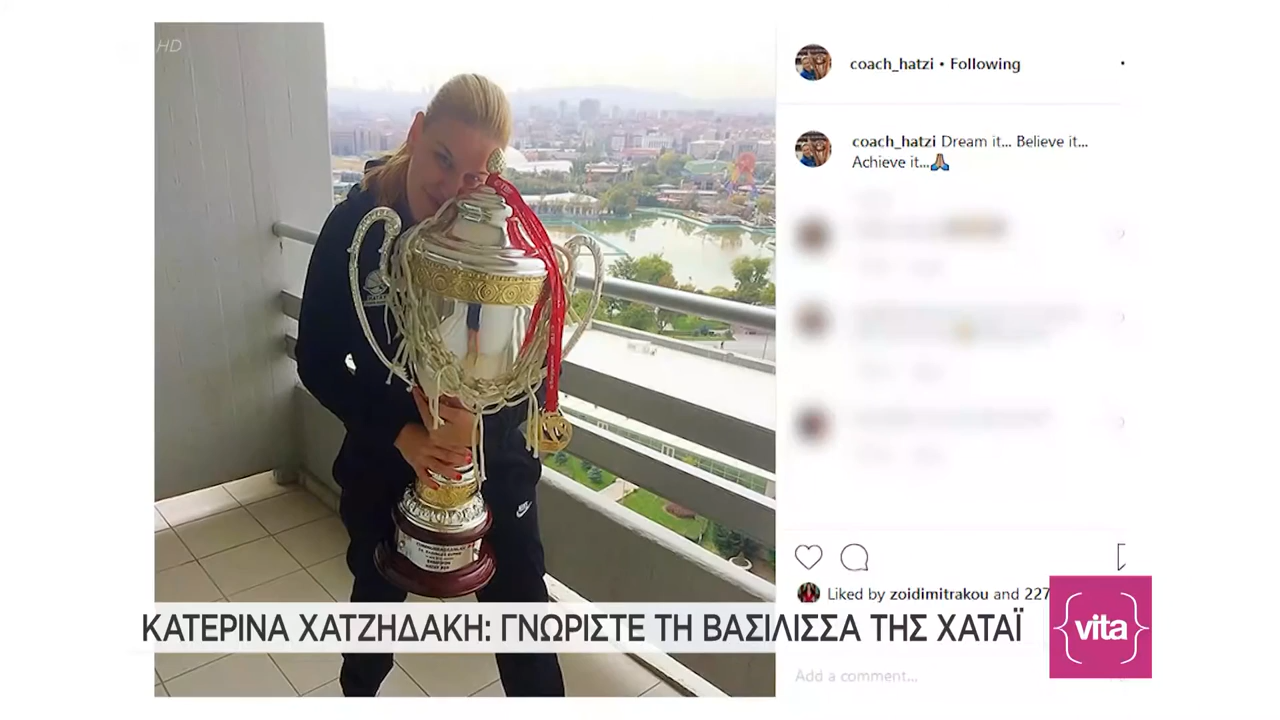 HD
coach_hatzi • Following
coach_hatzi Dream it... Believe it...
Achieve it...🙏🏽
Liked by zoidimitrakou and 227
ΚΑΤΕΡΙΝΑ ΧΑΤΖΗΔΑΚΗ: ΓΝΩΡΙΣΤΕ ΤΗ ΒΑΣΙΛΙΣΣΑ ΤΗΣ ΧΑΤΑΪ
vita
Add a comment...